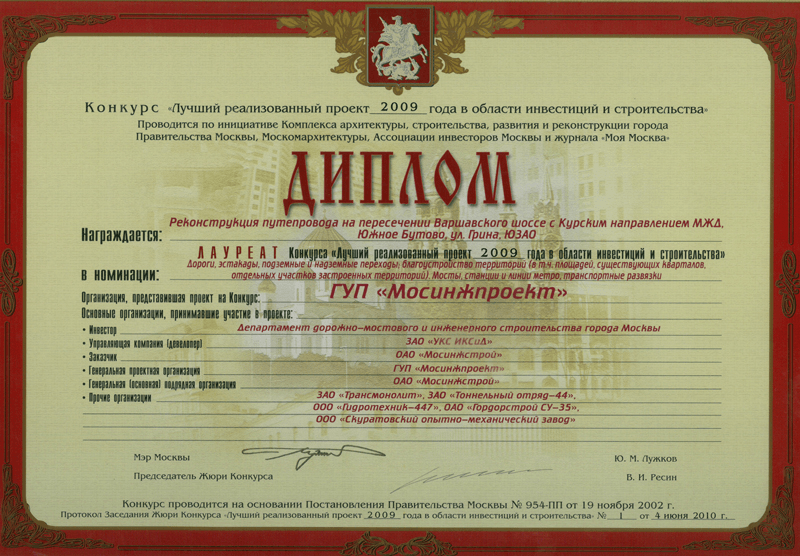 Конкурс «Лучший реализованный проект 2009 года в области инвестиций и строительства»
Проводится по инициативе Комплекса архитектуры, строительства, развития и реконструкции города
Правительства Москвы, Москомархитектуры, Ассоциации инвесторов Москвы и журнала «Моя Москва»
ДИПЛОМ
Реконструкция путепровода на пересечении Варшавского шоссе с Курским направлением МЖД,
Награждается: Южное Бутово, ул. Грина, ЮЗАО
ЛАУРЕАТ Конкурса «Лучший реализованный проект 2009 года в области инвестиций и строительства»
Дороги, эстакады, подземные и надземные переходы, благоустройство территорий (в т.ч. площадей, существующих кварталов,
в номинации: отдельных участков застроенных территорий). Мосты, станции и линии метро, транспортные развязки
Организация, представившая проект на Конкурс: ГУП «Мосинжпроект»
Основные организации, принимавшие участие в проекте:
• Инвестор Департамент дорожно–мостового и инженерного строительства города Москвы
• Управляющая компания (девелопер) ЗАО «УКС ИКСиД»
• Заказчик ОАО «Мосинжстрой»
• Генеральная проектная организация ГУП «Мосинжпроект»
• Генеральная (основная) подрядная организация ОАО «Мосинжстрой»
• Прочие организации ЗАО «Трансмонолит», ЗАО «Тоннельный отряд–44»,
ООО «Гидротехник–447», ОАО «Гордорстрой СУ–35»,
ООО «Скуратовский опытно–механический завод»
Мэр Москвы Ю. М. Лужков
Председатель Жюри Конкурса В. И. Ресин
Конкурс проводится на основании Постановления Правительства Москвы № 954-ПП от 19 ноября 2002 г.
Протокол Заседания Жюри Конкурса «Лучший реализованный проект 2009 года в области инвестиций и строительства» № 1 от 4 июня 2010 г.